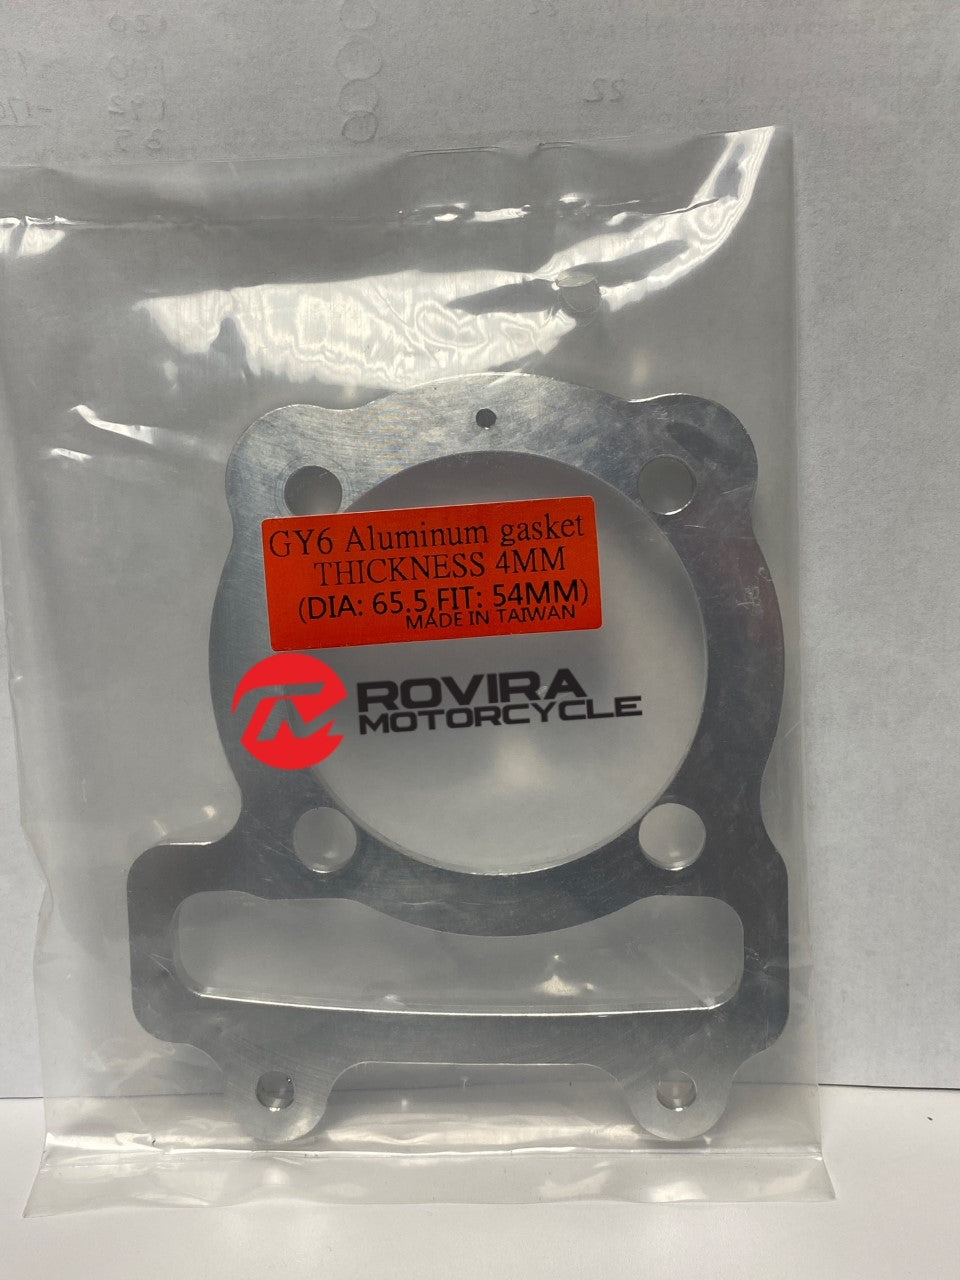 GY6 Aluminum gasket
THICKNESS 4MM
(DIA: 65.5,FIT: 54MM)
MADE IN TAIWAN
ROVIRA
MOTORCYCLE